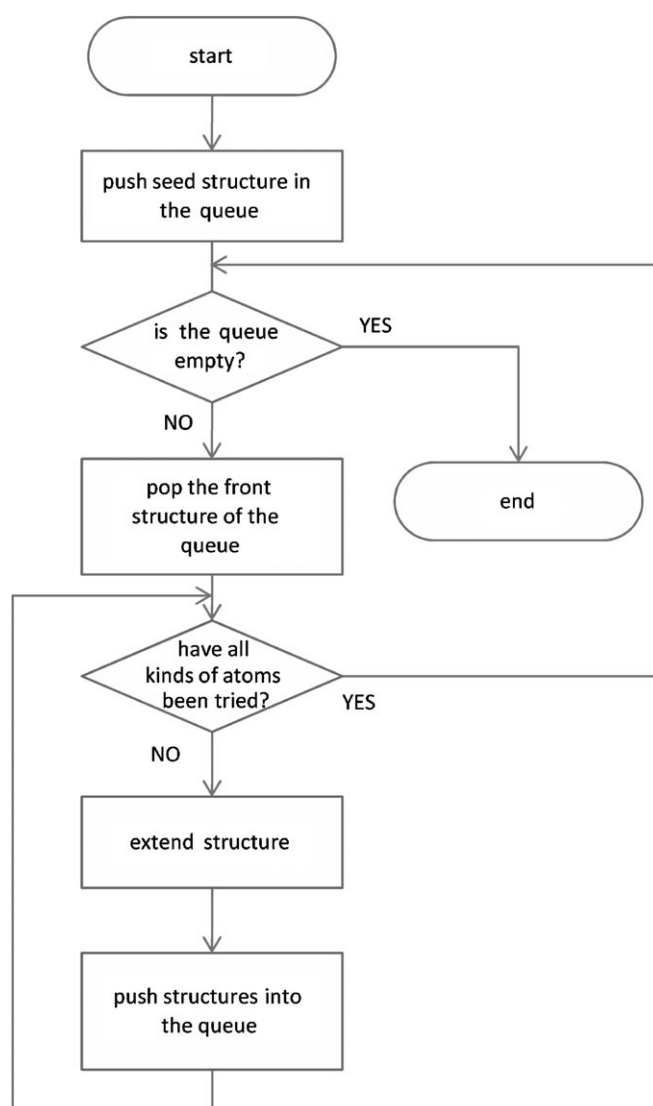 start
push seed structure in
the queue
is the queue
empty?
YES
NO
pop the front
structure of the
queue
end
have all
kinds of atoms
been tried?
YES
NO
extend structure
push structures into
the queue